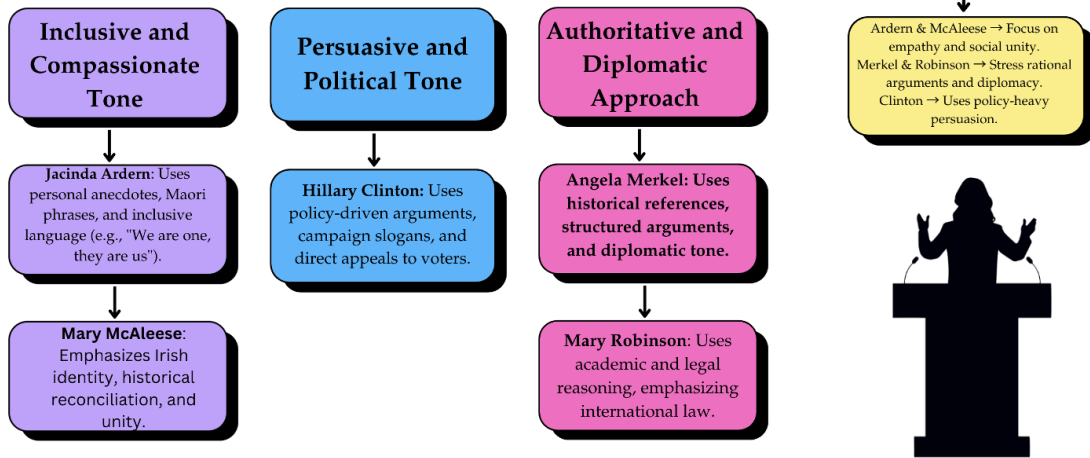 Inclusive and
Compassionate
Tone
Jacinda Ardern: Uses
personal anecdotes, Maori
phrases, and inclusive
language (e.g., "We are one,
they are us").
Mary McAleese:
Emphasizes Irish
identity, historical
reconciliation, and
unity.
Persuasive and
Political Tone
Hillary Clinton: Uses
policy-driven arguments,
campaign slogans, and
direct appeals to voters.
Authoritative and
Diplomatic
Approach
Angela Merkel: Uses
historical references,
structured arguments,
and diplomatic tone.
Mary Robinson: Uses
academic and legal
reasoning, emphasizing
international law.
Ardern & McAleese → Focus on
empathy and social unity.
Merkel & Robinson → Stress rational
arguments and diplomacy.
Clinton → Uses policy-heavy
persuasion.